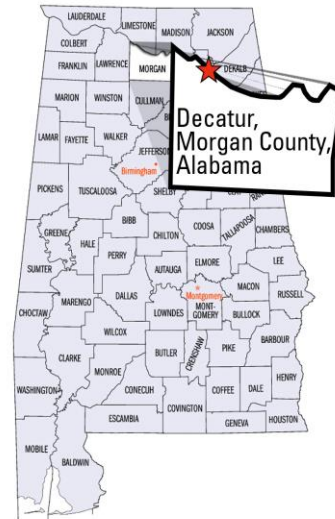 LAUDERDALE
LIMESTONE
MADISON
JACKSON
COLBERT
FRANKLIN
LAWRENCE
MORGAN
DEKALB
MARION
WINSTON
CULLMAN
Decatur,
Morgan County,
Alabama
LAMAR
FAYETTE
WALKER
JEFFERS
Birmingham
PICKENS
TUSCALOOSA
SHELBY
BIBB
GREENE
HALE
PERRY
CHILTON
COOSA
TALLAPOOSA
CHAMBERS
SUMTER
AUTAUGA
ELMORE
LEE
MARENGO
DALLAS
Montgomery
MONT-
GOMERY
MACON
RUSSELL
CHOCTAW
LOWNDES
BULLOCK
WILCOX
CLARKE
BUTLER
CRENSHAW
PIKE
BARBOUR
MONROE
WASHINGTON
CONECUH
COFFEE
DALE
HENRY
ESCAMBIA
COVINGTON
GENEVA
HOUSTON
MOBILE
BALDWIN